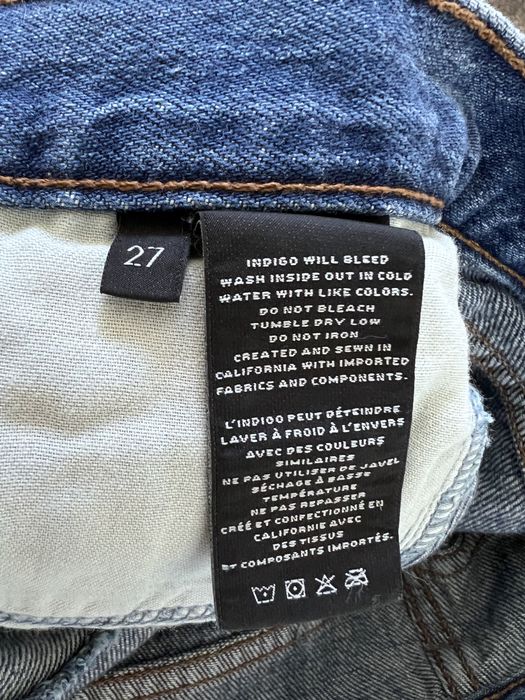 27
INDIGO WILL BLEED
WASH INSIDE OUT IN COLD
WATER WITH LIKE COLORS.
DO NOT BLEACH
TUMBLE DRY LOW
DO NOT IRON
CREATED AND SEWN IN
CALIFORNIA WITH IMPORTED
FABRICS AND COMPONENTS.
L'INDIGO PEUT DÉTEINDRE
LAVER À FROID À L'ENVERS
AVEC DES COULEURS
SIMILAIRES
NE PAS UTILISER DE JAVEL
SÉCHAGE À BASSE
TEMPÉRATURE
NE PAS REPASSER
CRÉÉ ET CONFECTIONNÉ EN
CALIFORNIE AVEC
DES TISSUS
ET COMPOSANTS IMPORTÉS.